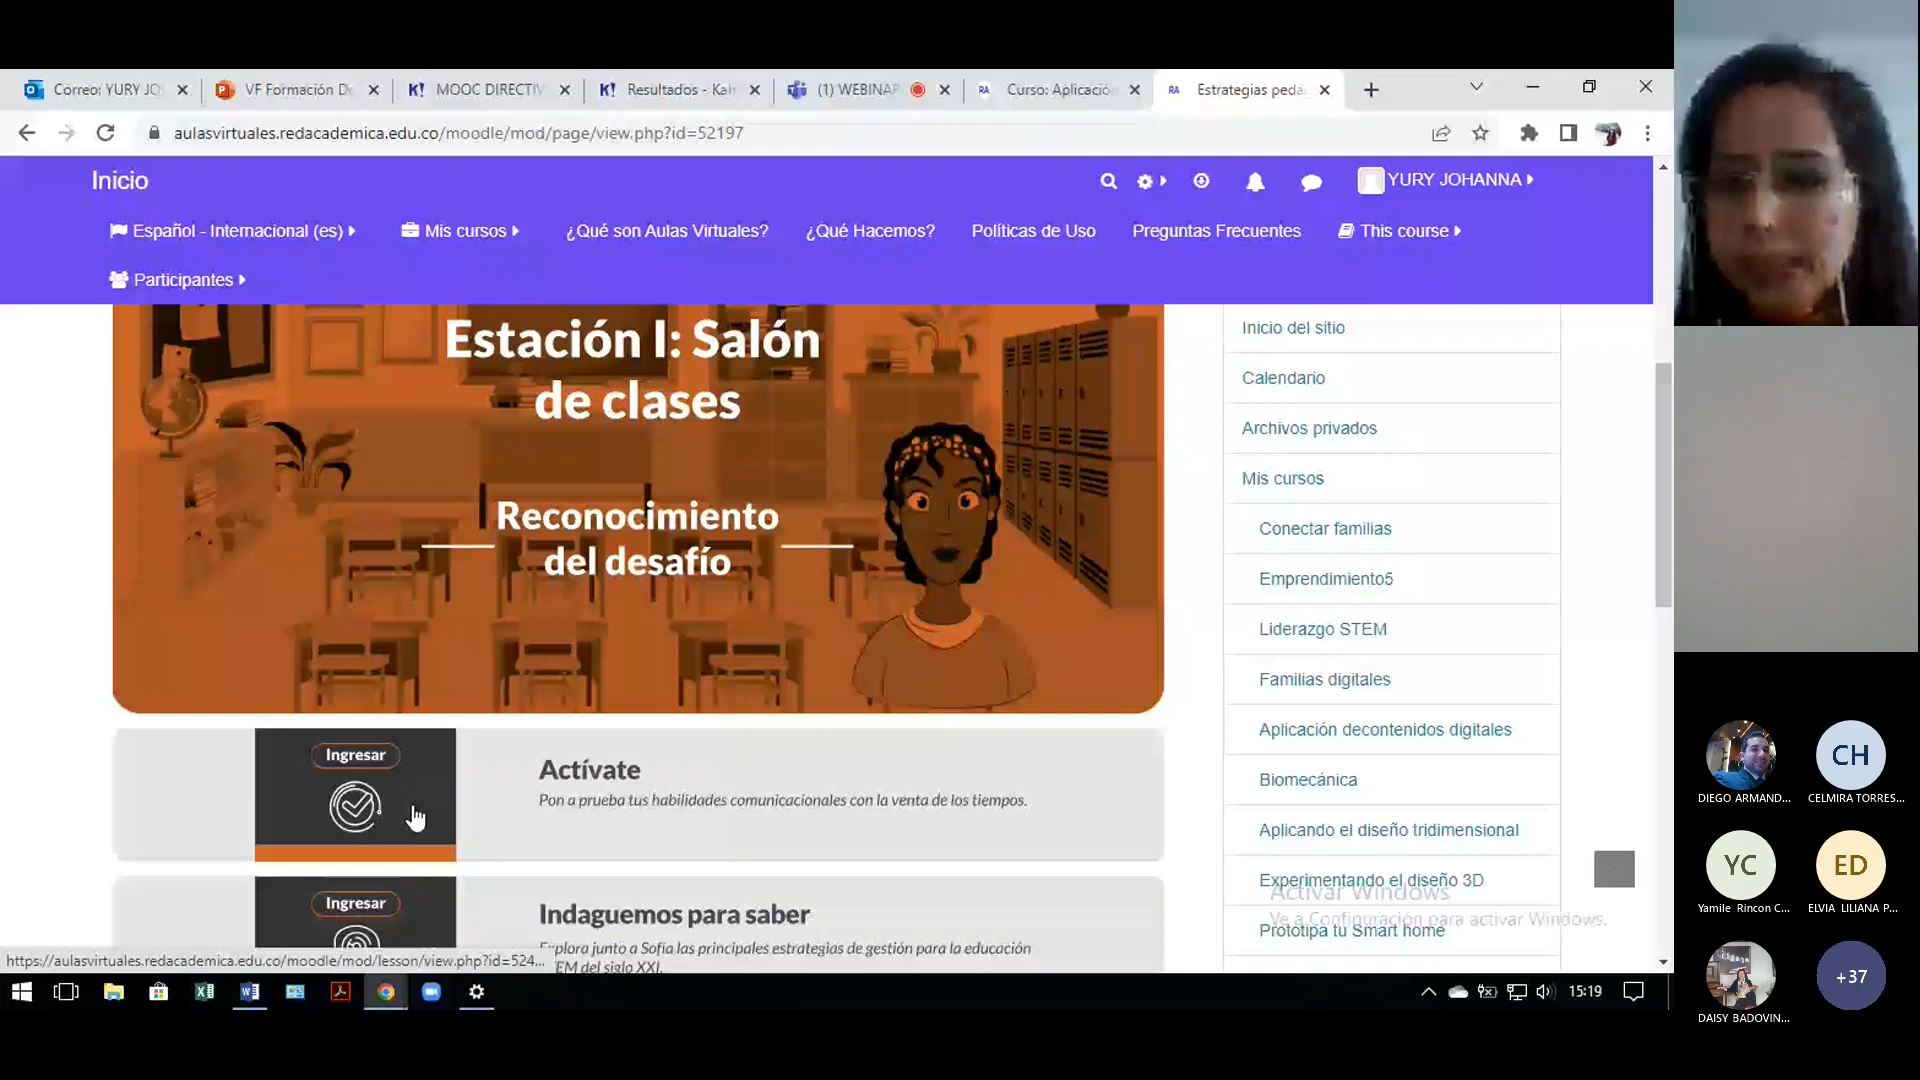 Correo: YURY JO
VF Formación De
MOOC DIRECTIV
Resultados - Kah
(1) WEBINAR
Curso: Aplicación
Estrategias peda
aulasvirtuales.redacademica.edu.co/moodle/mod/page/view.php?id=52197
Inicio
YURY JOHANNA
Español - Internacional (es)
Mis cursos
¿Qué son Aulas Virtuales?
¿Qué Hacemos?
Políticas de Uso
Preguntas Frecuentes
This course
Participantes
Estación I: Salón
de clases
Reconocimiento
del desafío
Ingresar
Actívate
Pon a prueba tus habilidades comunicacionales con la venta de los tiempos.
Ingresar
Indaguemos para saber
Explora junto a Sofía las principales estrategias de gestión para la educación
EM del siglo XXI.
https://aulasvirtuales.redacademica.edu.co/moodle/mod/lesson/view.php?id=524...
Inicio del sitio
Calendario
Archivos privados
Mis cursos
Conectar familias
Emprendimiento5
Liderazgo STEM
Familias digitales
Aplicación decontenidos digitales
Biomecánica
Aplicando el diseño tridimensional
Experimentando el diseño 3D
Activar Windows
Ve a Configuración para activar Windows.
Prototipa tu Smart home
15:19
DIEGO ARMAND...
CH
CELMIRA TORRES...
YC
Yamile Rincon C...
ED
ELVIA LILIANA P...
DAISY BADOVIN...
+37